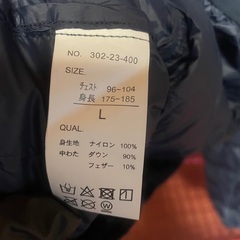 NO. 302-23-400
SIZE.
チェスト 96~104
身長 175~185
L
QUAL.
身生地 ナイロン 100%
中わた ダウン 90%
フェザー 10%